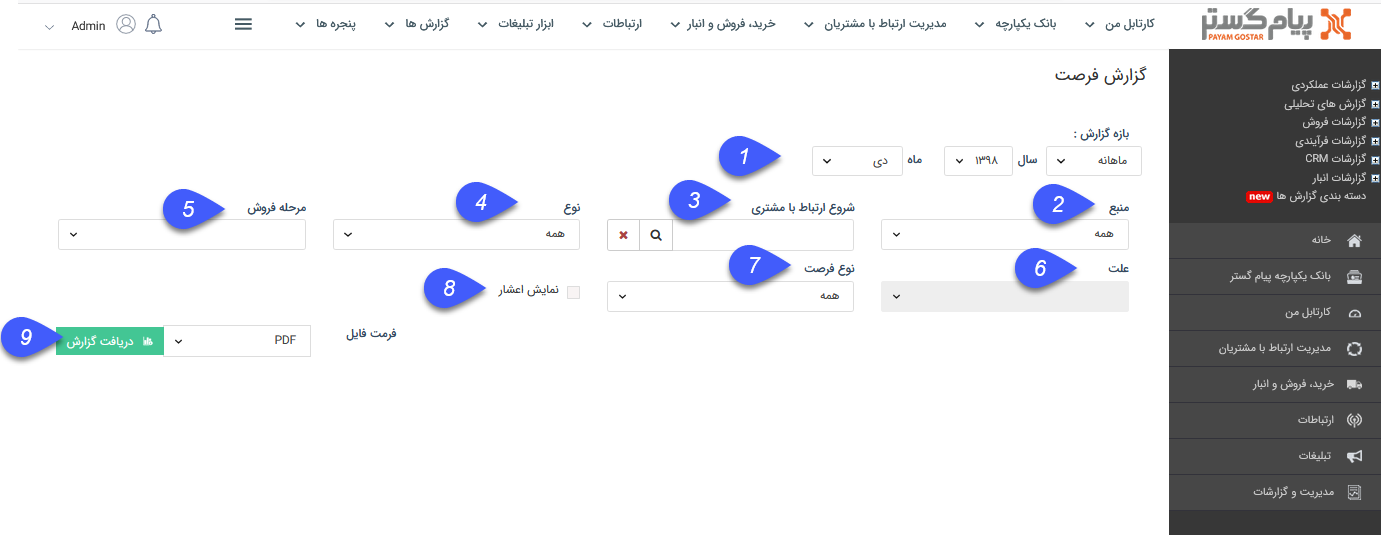 پیام گستر
PAYAM GOSTAR
کارتابل من
بانک یکپارچه
مدیریت ارتباط با مشتریان
خرید، فروش و انبار
ارتباطات
ابزار تبلیغات
گزارش ها
پنجره ها
Admin
گزارشات عملکردی
گزارش های تحلیلی
گزارشات فروش
گزارشات فرآیندی
گزارشات CRM
گزارشات انبار
دسته بندی گزارش ها new
خانه
بانک یکپارچه پیام گستر
کارتابل من
مدیریت ارتباط با مشتریان
خرید، فروش و انبار
ارتباطات
تبلیغات
مدیریت و گزارشات
گزارش فرصت
بازه گزارش :
ماهانه سال ۱۳۹۸ ماه دی 1
منبع 2 شروع ارتباط با مشتری 3 نوع 4 مرحله فروش 5
همه همه
علت 6 نوع فرصت 7
همه نمایش اعشار 8
فرمت فایل PDF دریافت گزارش 9